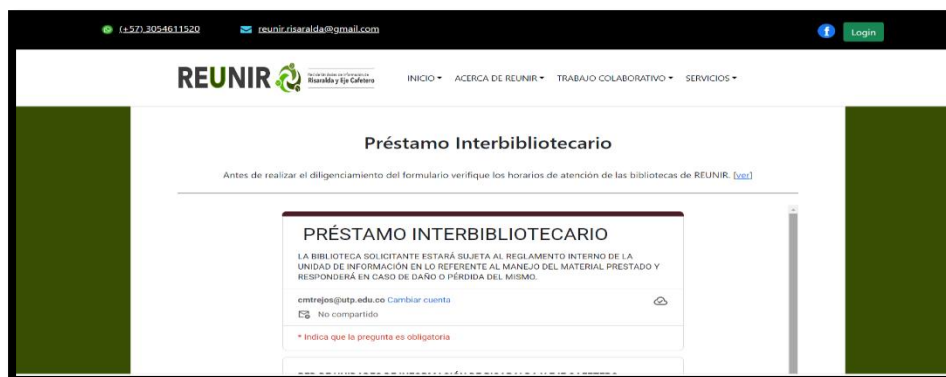 (+57) 3054611520 reunir.risaralda@gmail.com Login
REUNIR Risaralda y Eje Cafetero INICIO ACERCA DE REUNIR TRABAJO COLABORATIVO SERVICIOS
Préstamo Interbibliotecario
Antes de realizar el diligenciamiento del formulario verifique los horarios de atención de las bibliotecas de REUNIR. [ver]
PRÉSTAMO INTERBIBLIOTECARIO
LA BIBLIOTECA SOLICITANTE ESTARÁ SUJETA AL REGLAMENTO INTERNO DE LA
UNIDAD DE INFORMACIÓN EN LO REFERENTE AL MANEJO DEL MATERIAL PRESTADO Y
RESPONDERÁ EN CASO DE DAÑO O PÉRDIDA DEL MISMO.
cmtrejos@utp.edu.co Cambiar cuenta
No compartido
* Indica que la pregunta es obligatoria